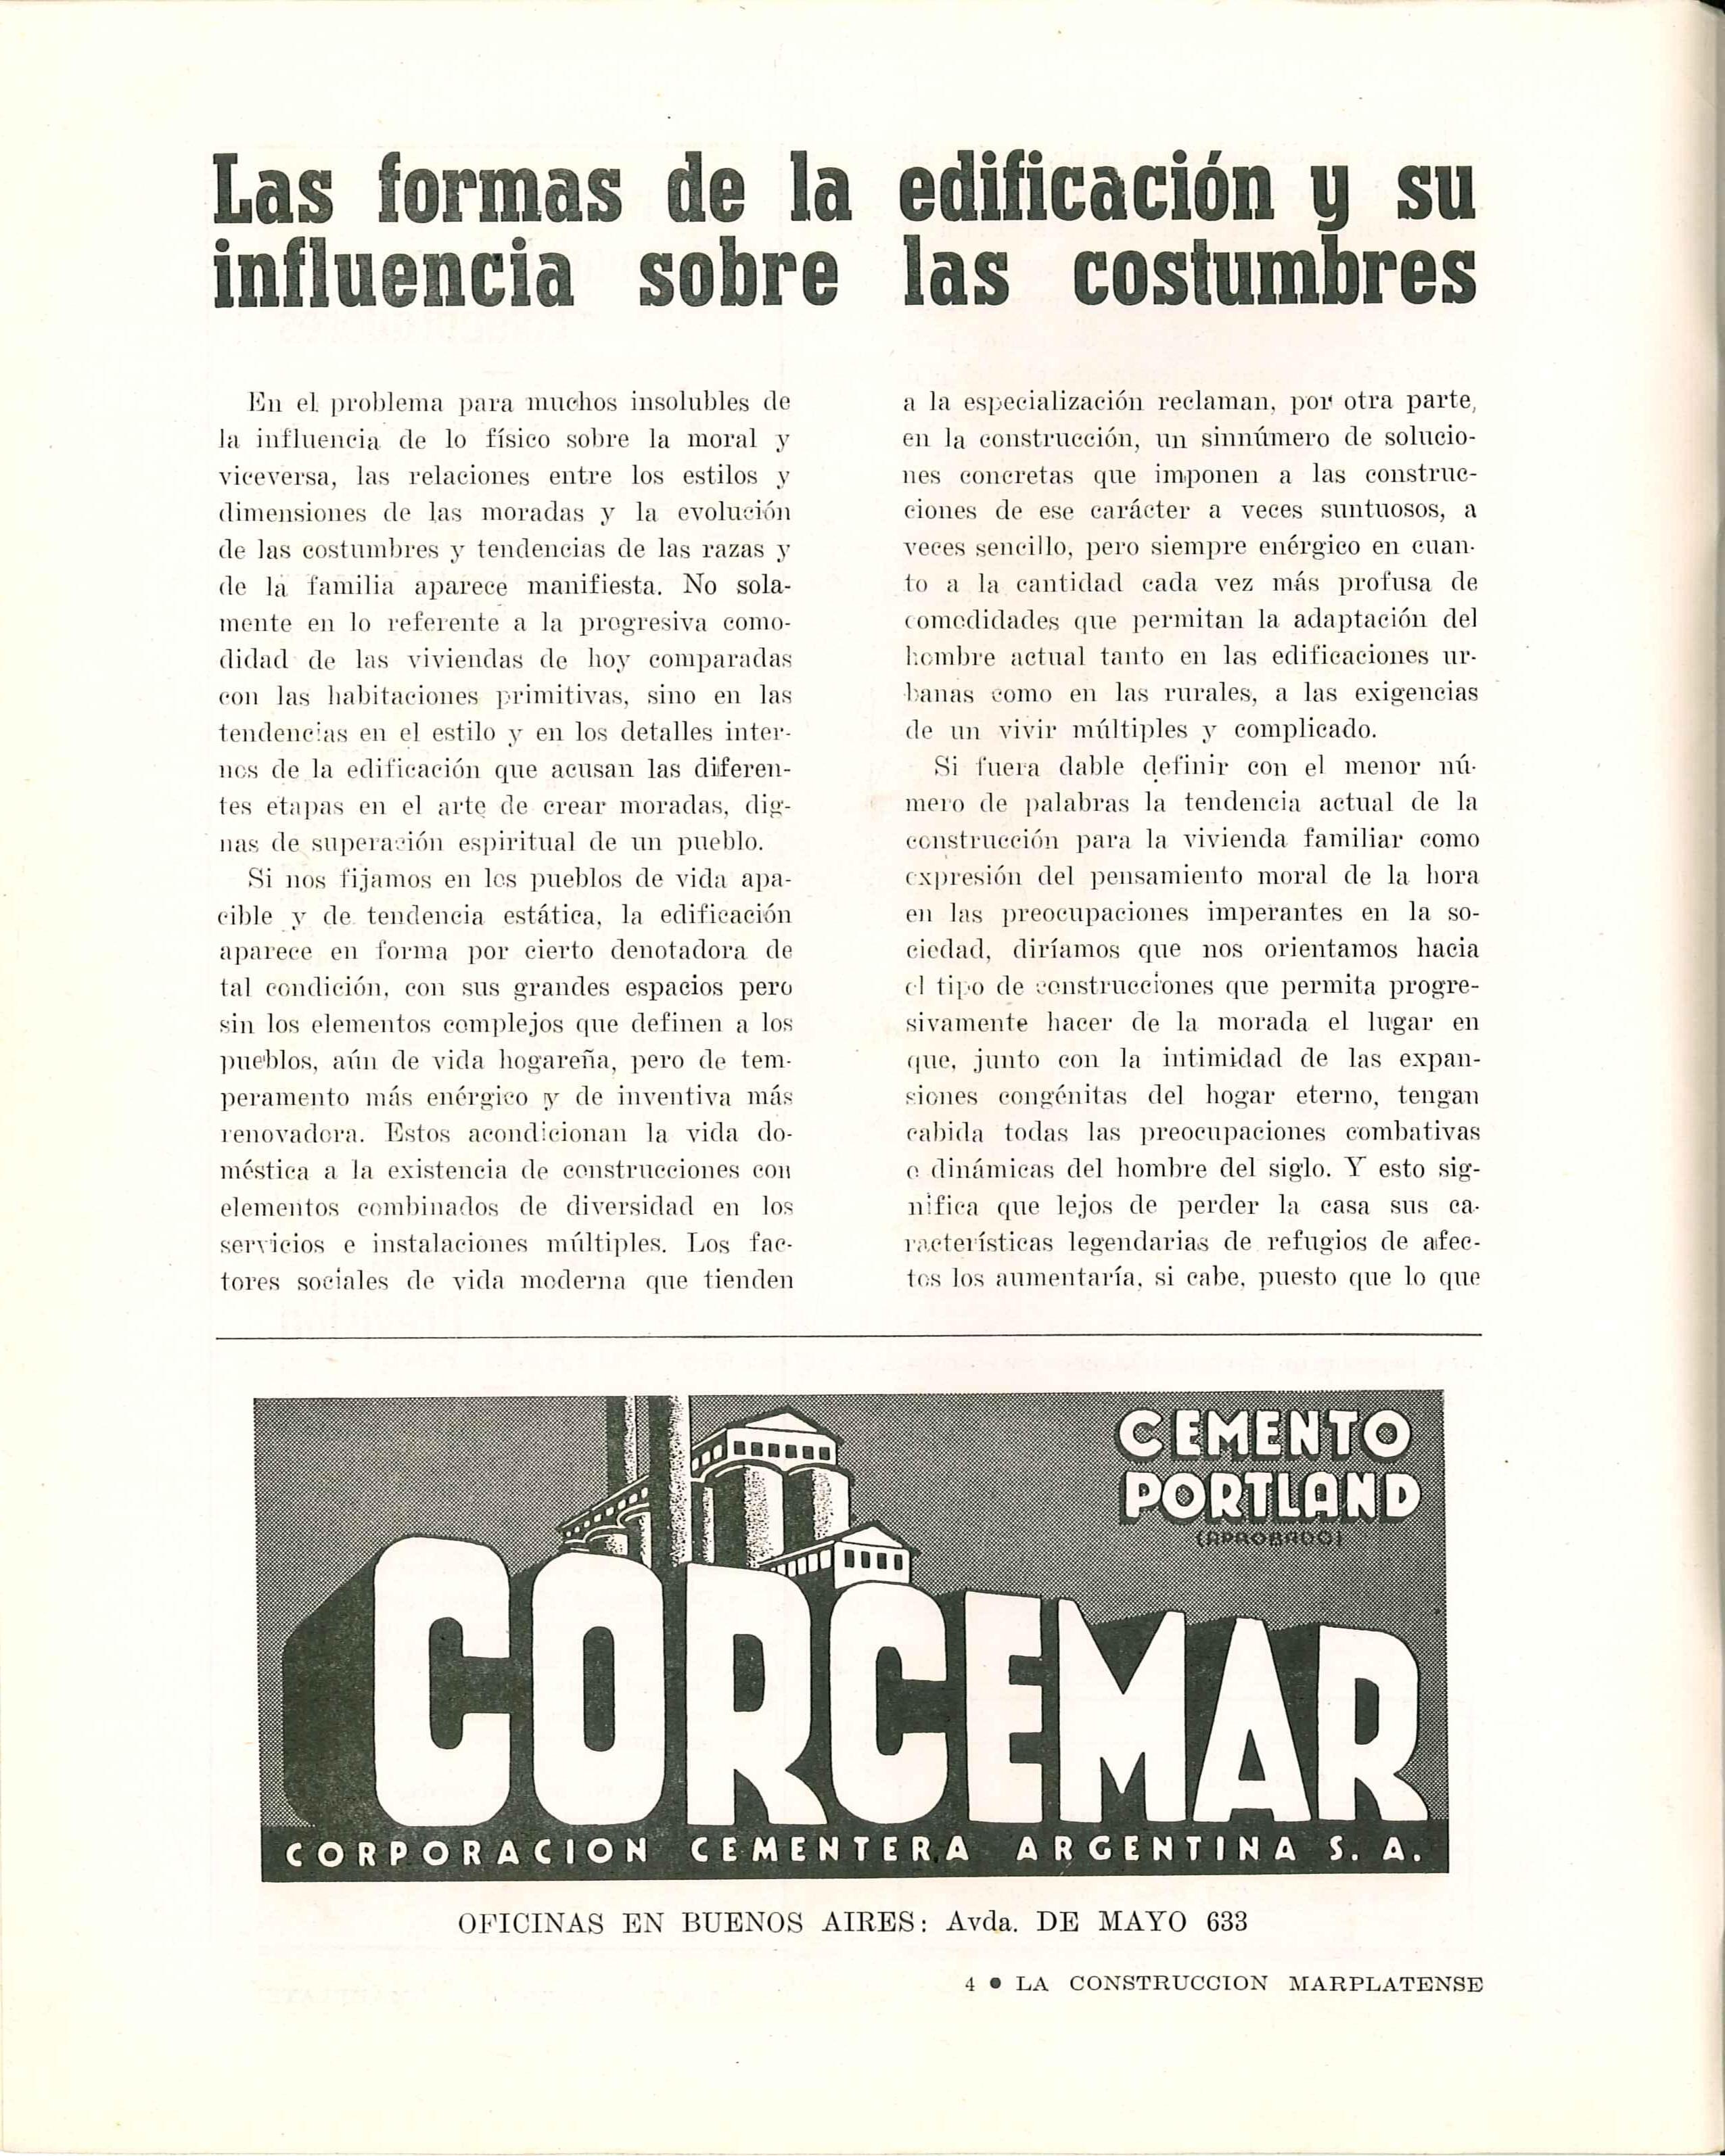 Las formas de la edificación y su
influencia sobre las costumbres
En el problema para muchos insolubles de
la influencia de lo físico sobre la moral y
viceversa, las relaciones entre los estilos y
dimensiones de las moradas y la evolución
de las costumbres y tendencias de las razas y
de la familia aparece manifiesta. No sola-
mente en lo referente a la progresiva como-
didad de las viviendas de hoy comparadas
con las habitaciones primitivas, sino en las
tendencias en el estilo y en los detalles inter-
nos de la edificación que acusan las diferen-
tes etapas en el arte de crear moradas, dig-
nas de superación espiritual de un pueblo.
Si nos fijamos en los pueblos de vida apa-
cible y de tendencia estática, la edificación
aparece en forma por cierto denotadora de
tal condición, con sus grandes espacios pero
sin los elementos complejos que definen a los
pueblos, aún de vida hogareña, pero de tem-
peramento más enérgico y de inventiva más
renovadora. Estos acondicionan la vida do-
méstica a la existencia de construcciones con
elementos combinados de diversidad en los
servicios e instalaciones múltiples. Los fac-
tores sociales de vida moderna que tienden
a la especialización reclaman, por otra parte,
en la construcción, un sinnúmero de solucio-
nes concretas que imponen a las construc-
ciones de ese carácter a veces suntuosos, a
veces sencillo, pero siempre enérgico en cuan-
to a la cantidad cada vez más profusa de
comodidades que permitan la adaptación del
hombre actual tanto en las edificaciones ur-
banas como en las rurales, a las exigencias
de un vivir múltiples y complicado.
Si fuera dable definir con el menor nú-
mero de palabras la tendencia actual de la
construcción para la vivienda familiar como
expresión del pensamiento moral de la hora
en las preocupaciones imperantes en la so-
ciedad, diríamos que nos orientamos hacia
el tipo de construcciones que permita progre-
sivamente hacer de la morada el lugar en
que, junto con la intimidad de las expan-
siones congénitas del hogar eterno, tengan
cabida todas las preocupaciones combativas
o dinámicas del hombre del siglo. Y esto sig-
nifica que lejos de perder la casa sus ca-
racterísticas legendarias de refugios de afec-
tos los aumentaría, si cabe, puesto que lo que
CEMENTO
PORTLAND
(APROBADO)
CORCEMAR
CORPORACION CEMENTERA ARGENTINA S. A.
OFICINAS EN BUENOS AIRES: Avda. DE MAYO 633
4 ● LA CONSTRUCCION MARPLATENSE